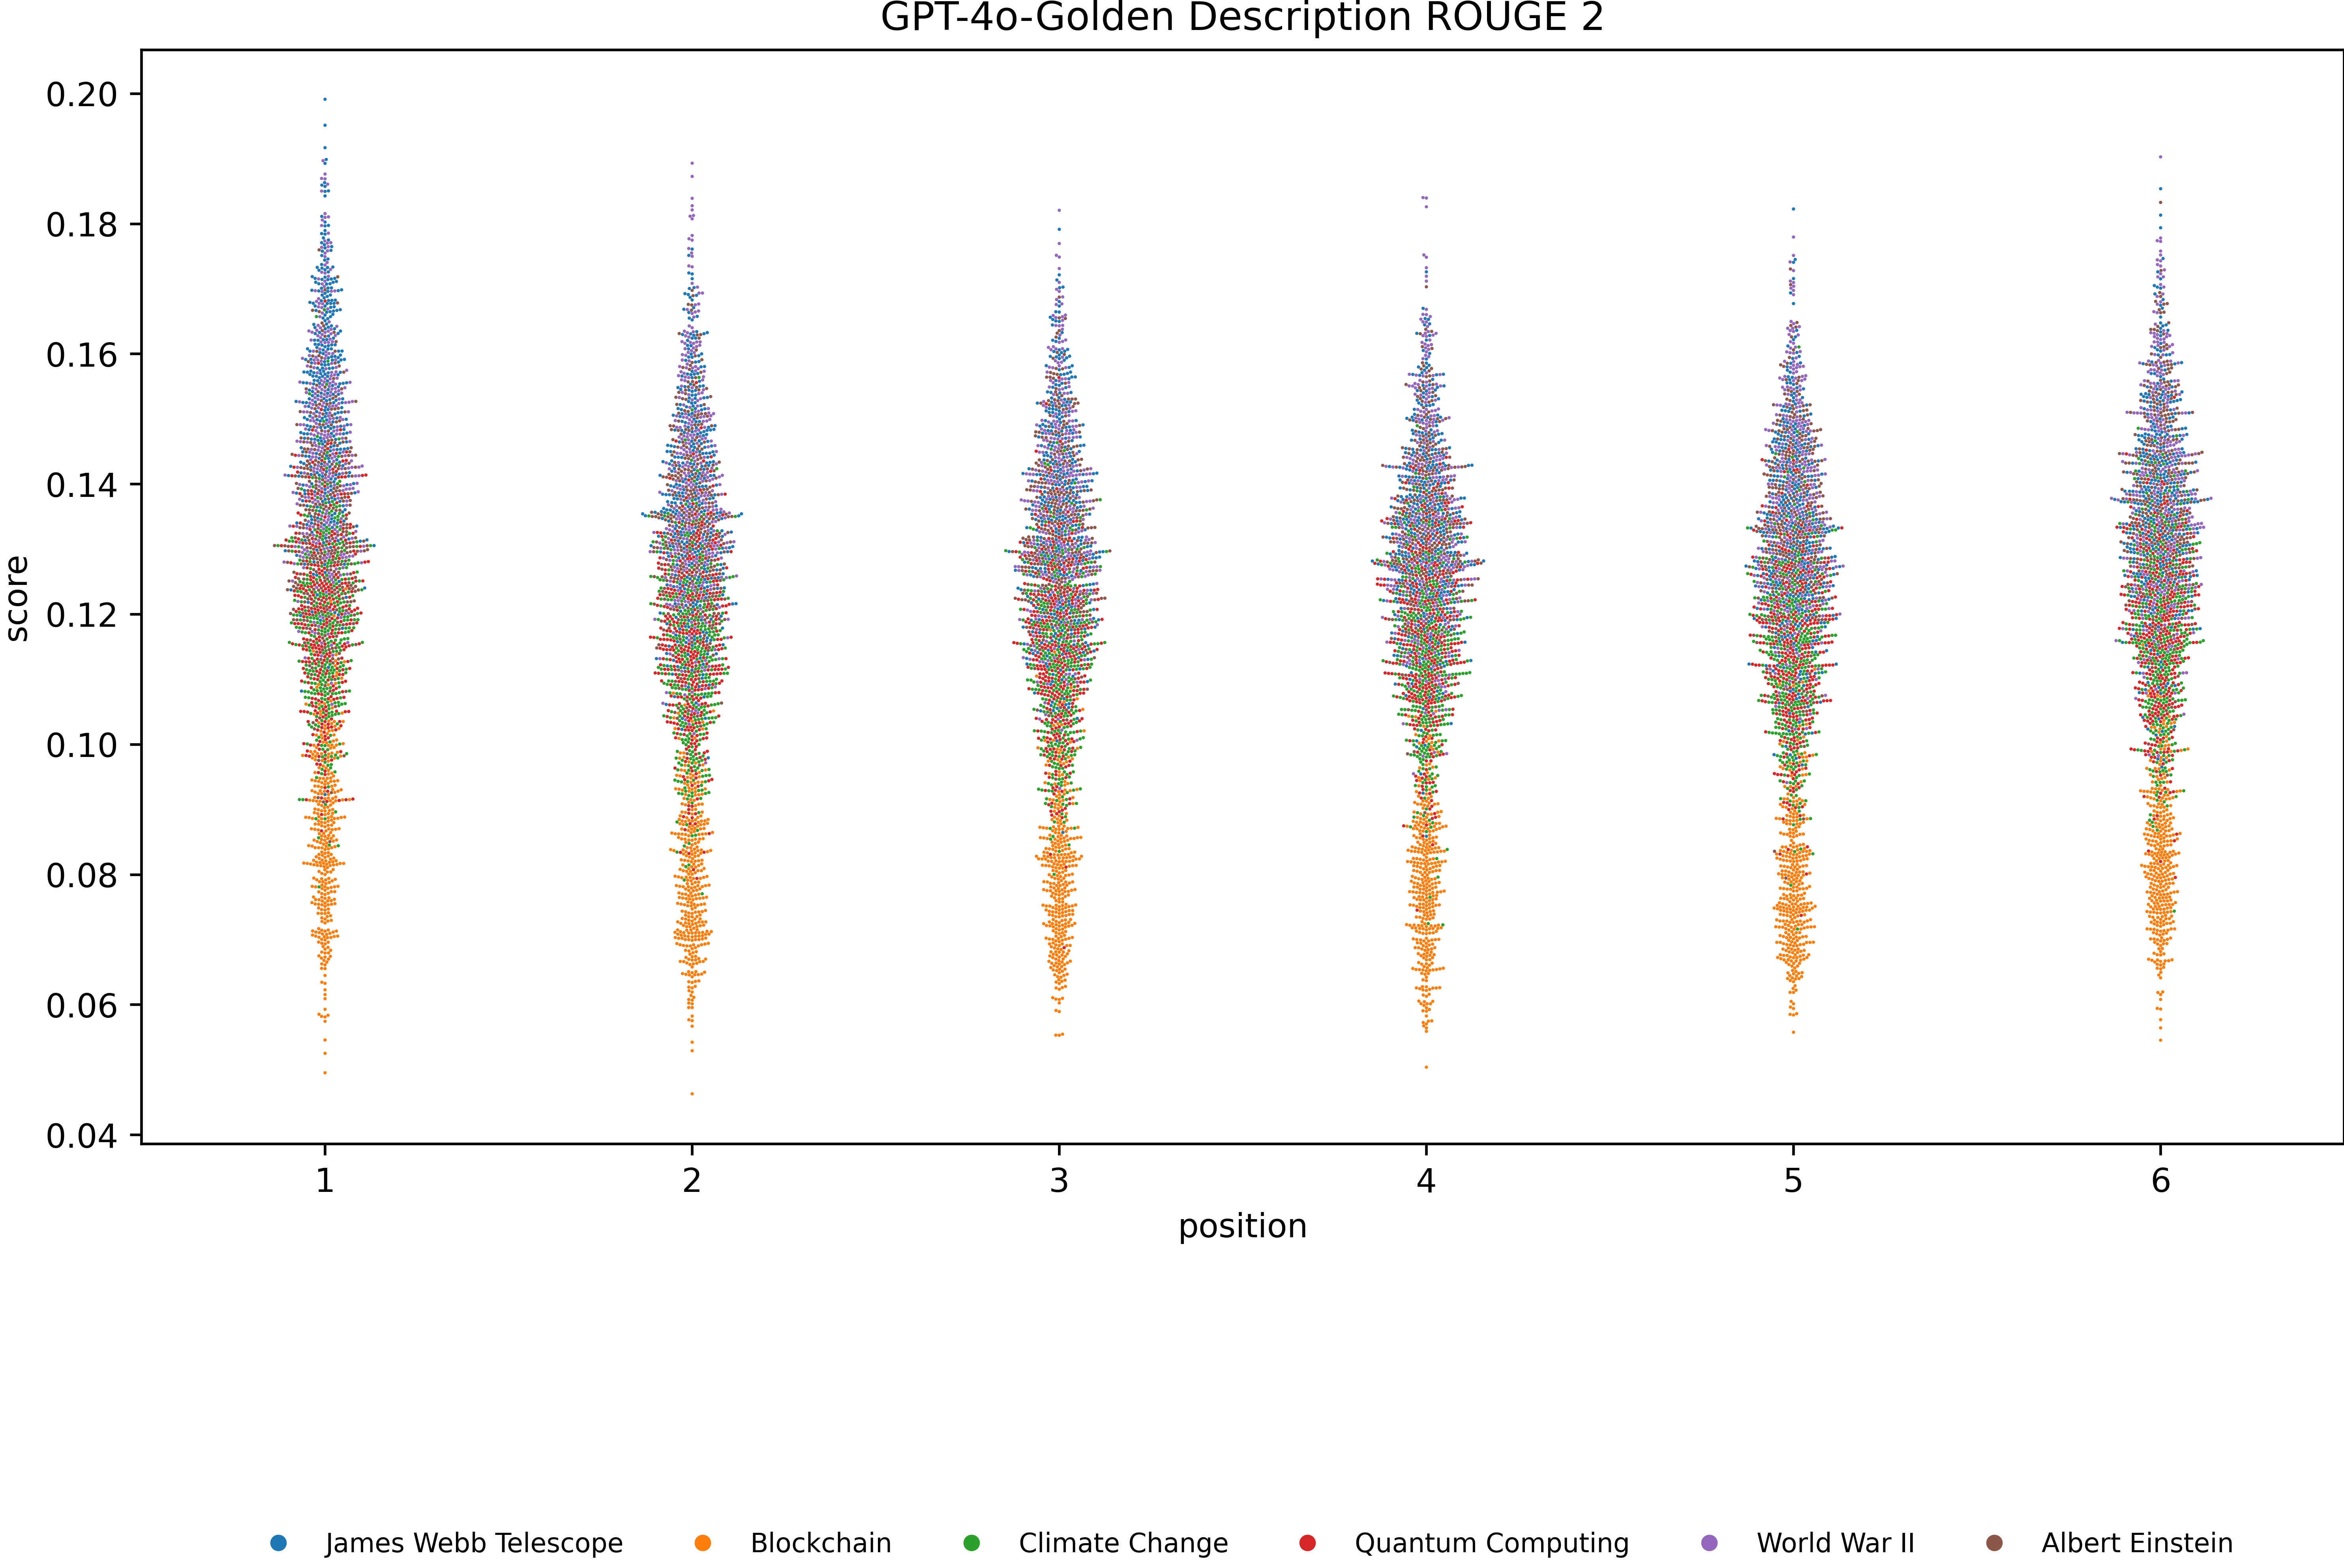 GPT-4o-Golden Description ROUGE 2
0.20
0.18
0.16
0.14
0.12
0.10
0.08
0.06
0.04
score
1 2 3 4 5 6
position
James Webb Telescope Blockchain Climate Change Quantum Computing World War II Albert Einstein